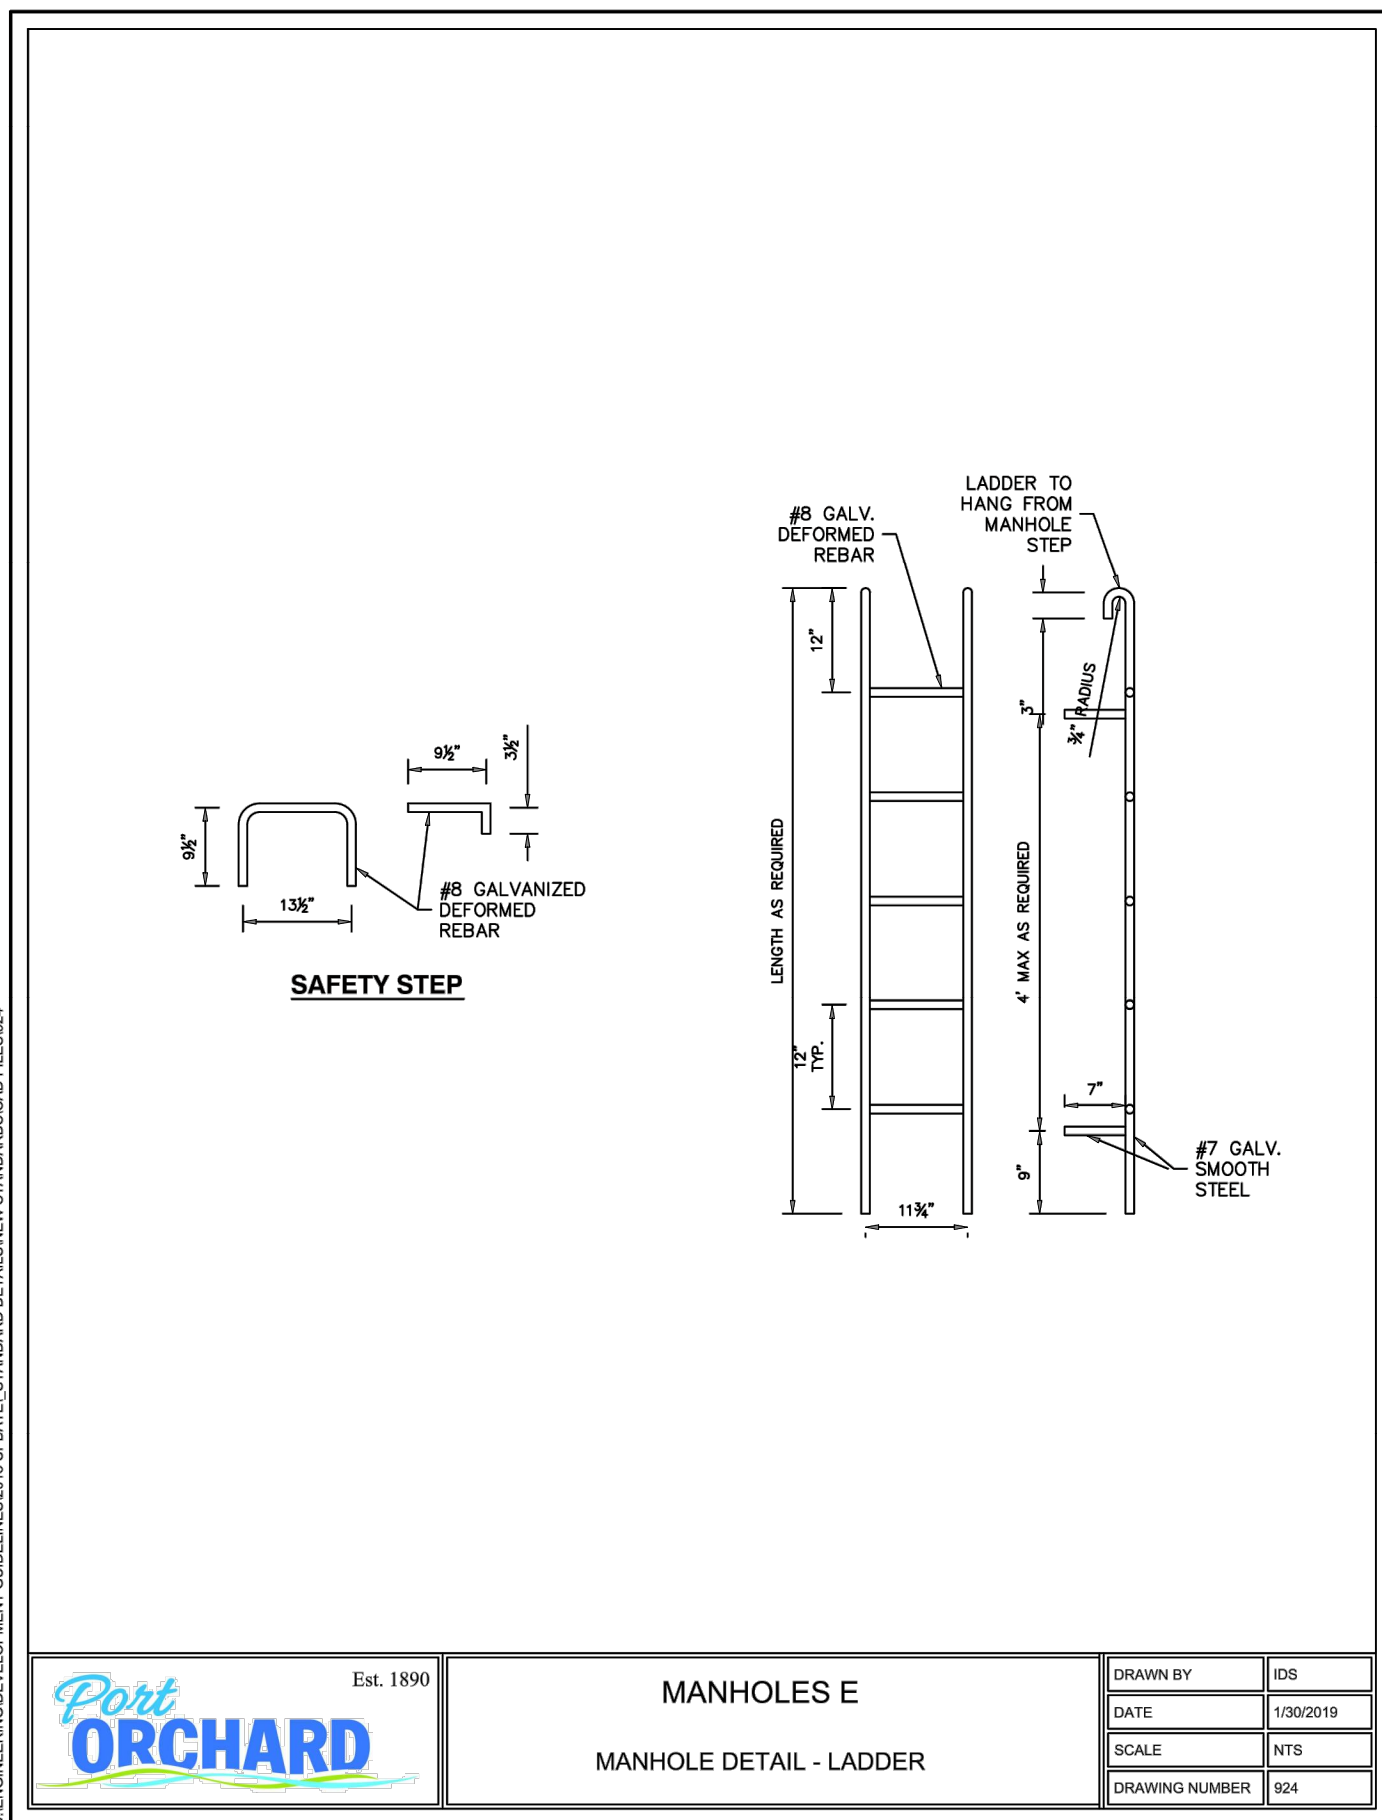 LADDER TO
HANG FROM
MANHOLE
STEP
#8 GALV.
DEFORMED
REBAR
12"
3"
¾" RADIUS
LENGTH AS REQUIRED
4' MAX AS REQUIRED
12"
TYP.
7"
9"
#7 GALV.
SMOOTH
STEEL
11¾"
9½"
3½"
9½"
13½"
#8 GALVANIZED
DEFORMED
REBAR
SAFETY STEP
Est. 1890
Port
ORCHARD
MANHOLES E
MANHOLE DETAIL - LADDER
DRAWN BY IDS
DATE 1/30/2019
SCALE NTS
DRAWING NUMBER 924